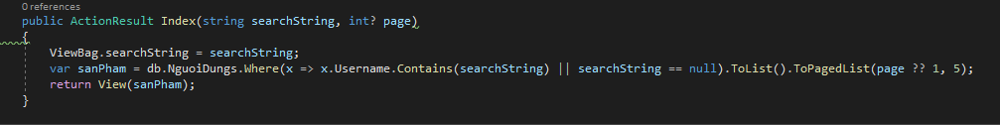 0 references
public ActionResult Index(string searchString, int? page)
{
ViewBag.searchString = searchString;
var sanPham = db.NguoiDungs.Where(x => x.Username.Contains(searchString) || searchString == null).ToList().ToPagedList(page ?? 1, 5);
return View(sanPham);
}